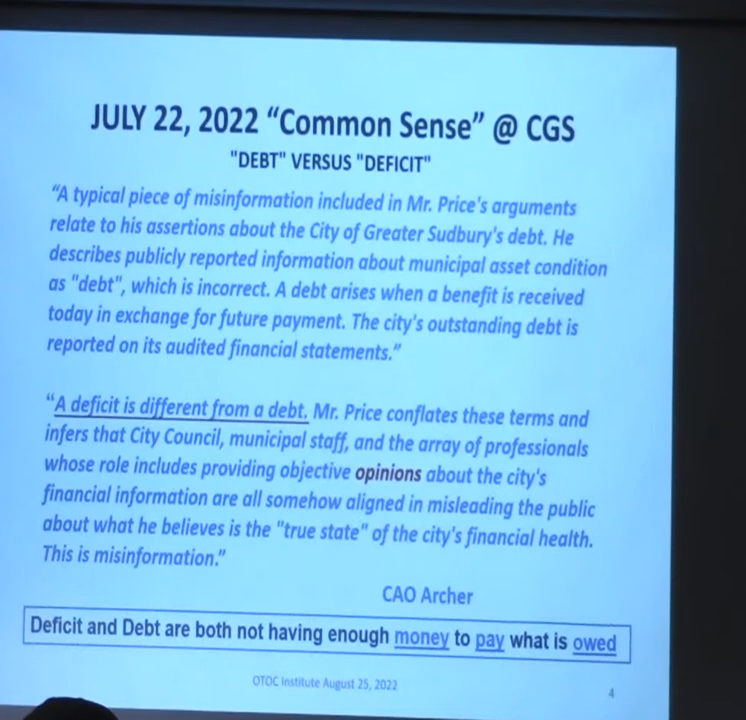 JULY 22, 2022 “Common Sense” @ CGS
"DEBT" VERSUS "DEFICIT"
“A typical piece of misinformation included in Mr. Price's arguments
relate to his assertions about the City of Greater Sudbury's debt. He
describes publicly reported information about municipal asset condition
as "debt", which is incorrect. A debt arises when a benefit is received
today in exchange for future payment. The city's outstanding debt is
reported on its audited financial statements.”
“A deficit is different from a debt. Mr. Price conflates these terms and
infers that City Council, municipal staff, and the array of professionals
whose role includes providing objective opinions about the city's
financial information are all somehow aligned in misleading the public
about what he believes is the "true state" of the city's financial health.
This is misinformation.”
CAO Archer
Deficit and Debt are both not having enough money to pay what is owed
OTOC Institute August 25, 2022
4